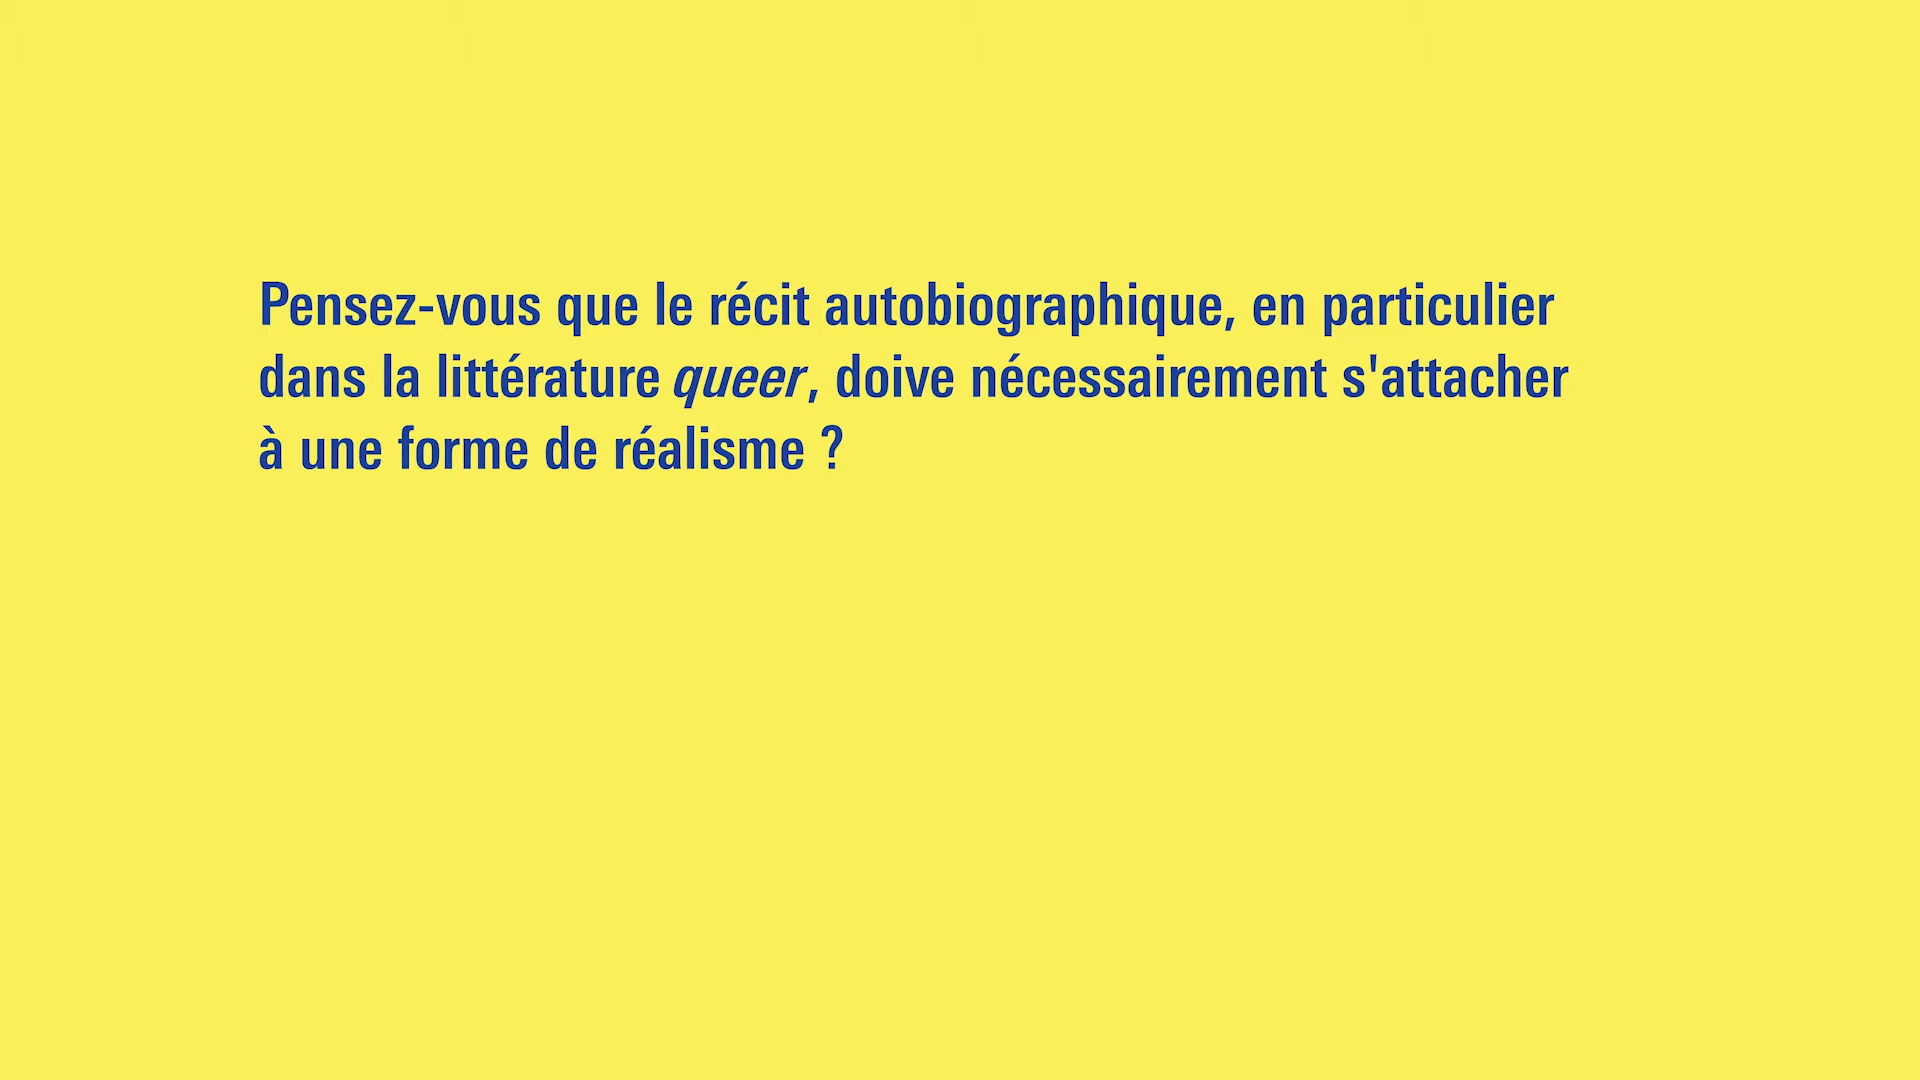 Pensez-vous que le récit autobiographique, en particulier
dans la littérature queer, doive nécessairement s'attacher
à une forme de réalisme ?